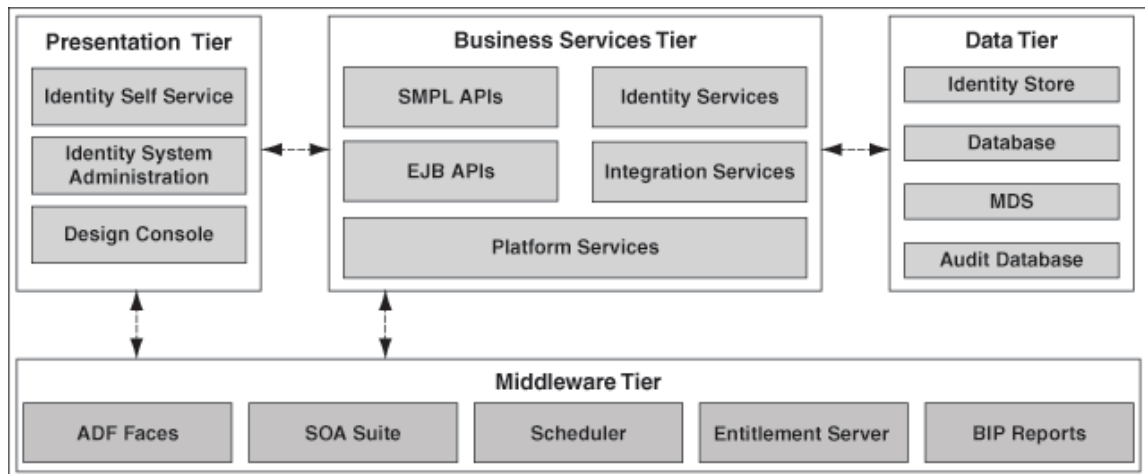 Presentation Tier
Identity Self Service
Identity System
Administration
Design Console
Business Services Tier
SMPL APIs
Identity Services
EJB APIs
Integration Services
Platform Services
Data Tier
Identity Store
Database
MDS
Audit Database
Middleware Tier
ADF Faces
SOA Suite
Scheduler
Entitlement Server
BIP Reports